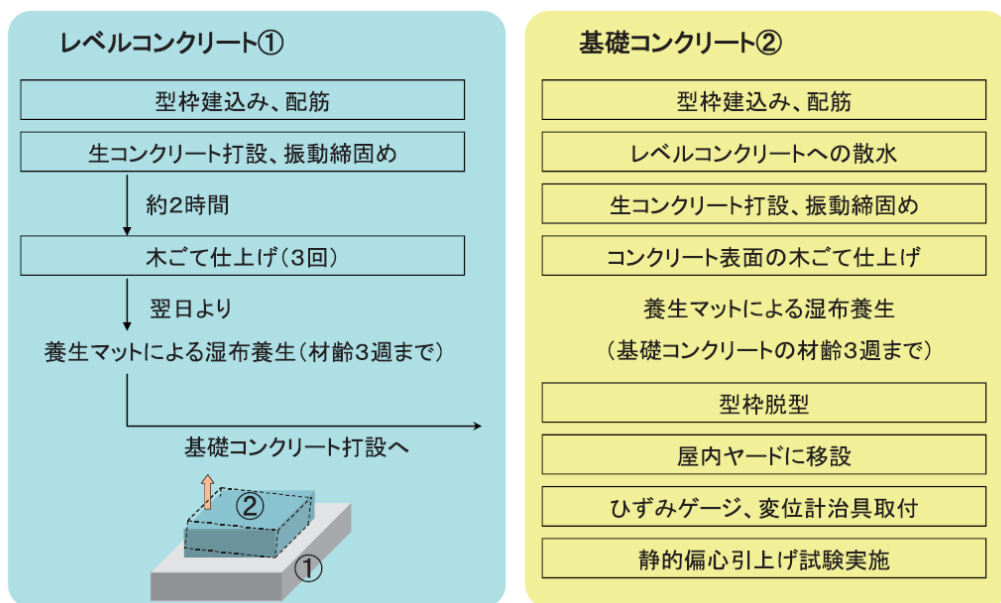 レベルコンクリート①
型枠建込み、配筋
生コンクリート打設、振動締固め
約2時間
木ごて仕上げ(3回)
翌日より
養生マットによる湿布養生(材齢3週まで)
基礎コンクリート打設へ
②
①
基礎コンクリート②
型枠建込み、配筋
レベルコンクリートへの散水
生コンクリート打設、振動締固め
コンクリート表面の木ごて仕上げ
養生マットによる湿布養生
(基礎コンクリートの材齢3週まで)
型枠脱型
屋内ヤードに移設
ひずみゲージ、変位計治具取付
静的偏心引上げ試験実施